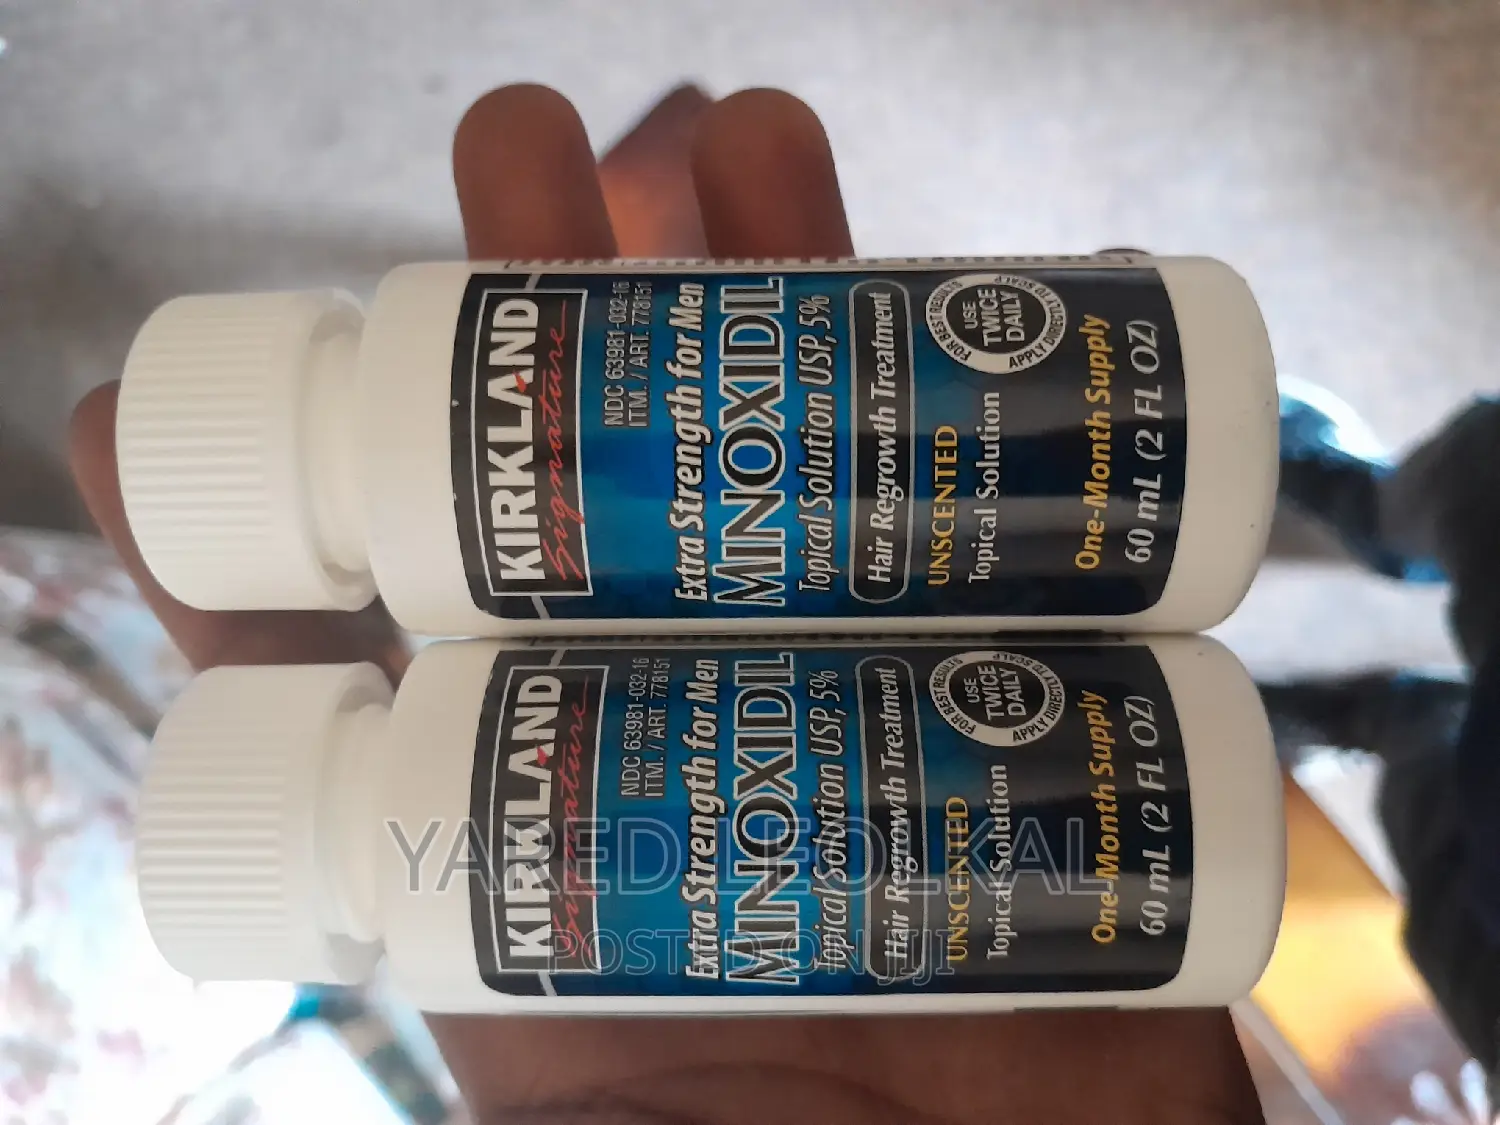 KIRKLAND
Signature
NDC 63981-032-16
ITM. / ART. 778151
Extra Strength for Men
MINOXIDIL
Topical Solution USP, 5%
Hair Regrowth Treatment
FOR BEST RESULTS
USE
TWICE
DAILY
APPLY DIRECTLY TO SCALP
UNSCENTED
Topical Solution
One-Month Supply
60 mL (2 FL OZ)
KIRKLAND
Signature
NDC 63981-032-16
ITM. / ART. 778151
Extra Strength for Men
MINOXIDIL
Topical Solution USP, 5%
Hair Regrowth Treatment
FOR BEST RESULTS
USE
TWICE
DAILY
APPLY DIRECTLY TO SCALP
UNSCENTED
Topical Solution
One-Month Supply
60 mL (2 FL OZ)
YARED LEOLKAL
POSTED ON JIJI